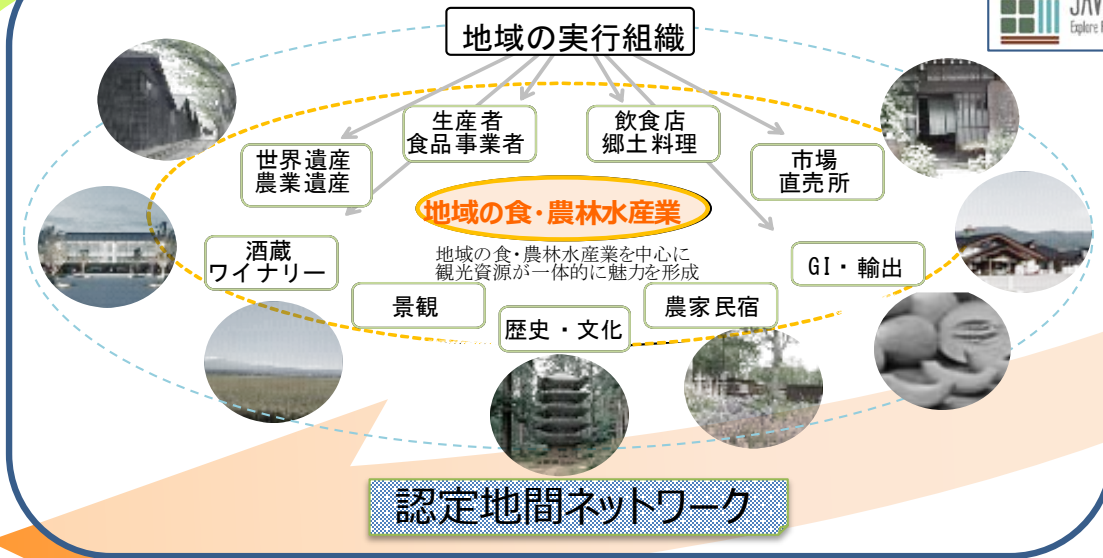 JAV
Explore
地域の実行組織
生産者
食品事業者
飲食店
郷土料理
世界遺産
農業遺産
市場
直売所
地域の食・農林水産業
地域の食・農林水産業を中心に
観光資源が一体的に魅力を形成
酒蔵
ワイナリー
GI・輸出
景観
農家民宿
歴史・文化
認定地間ネットワーク